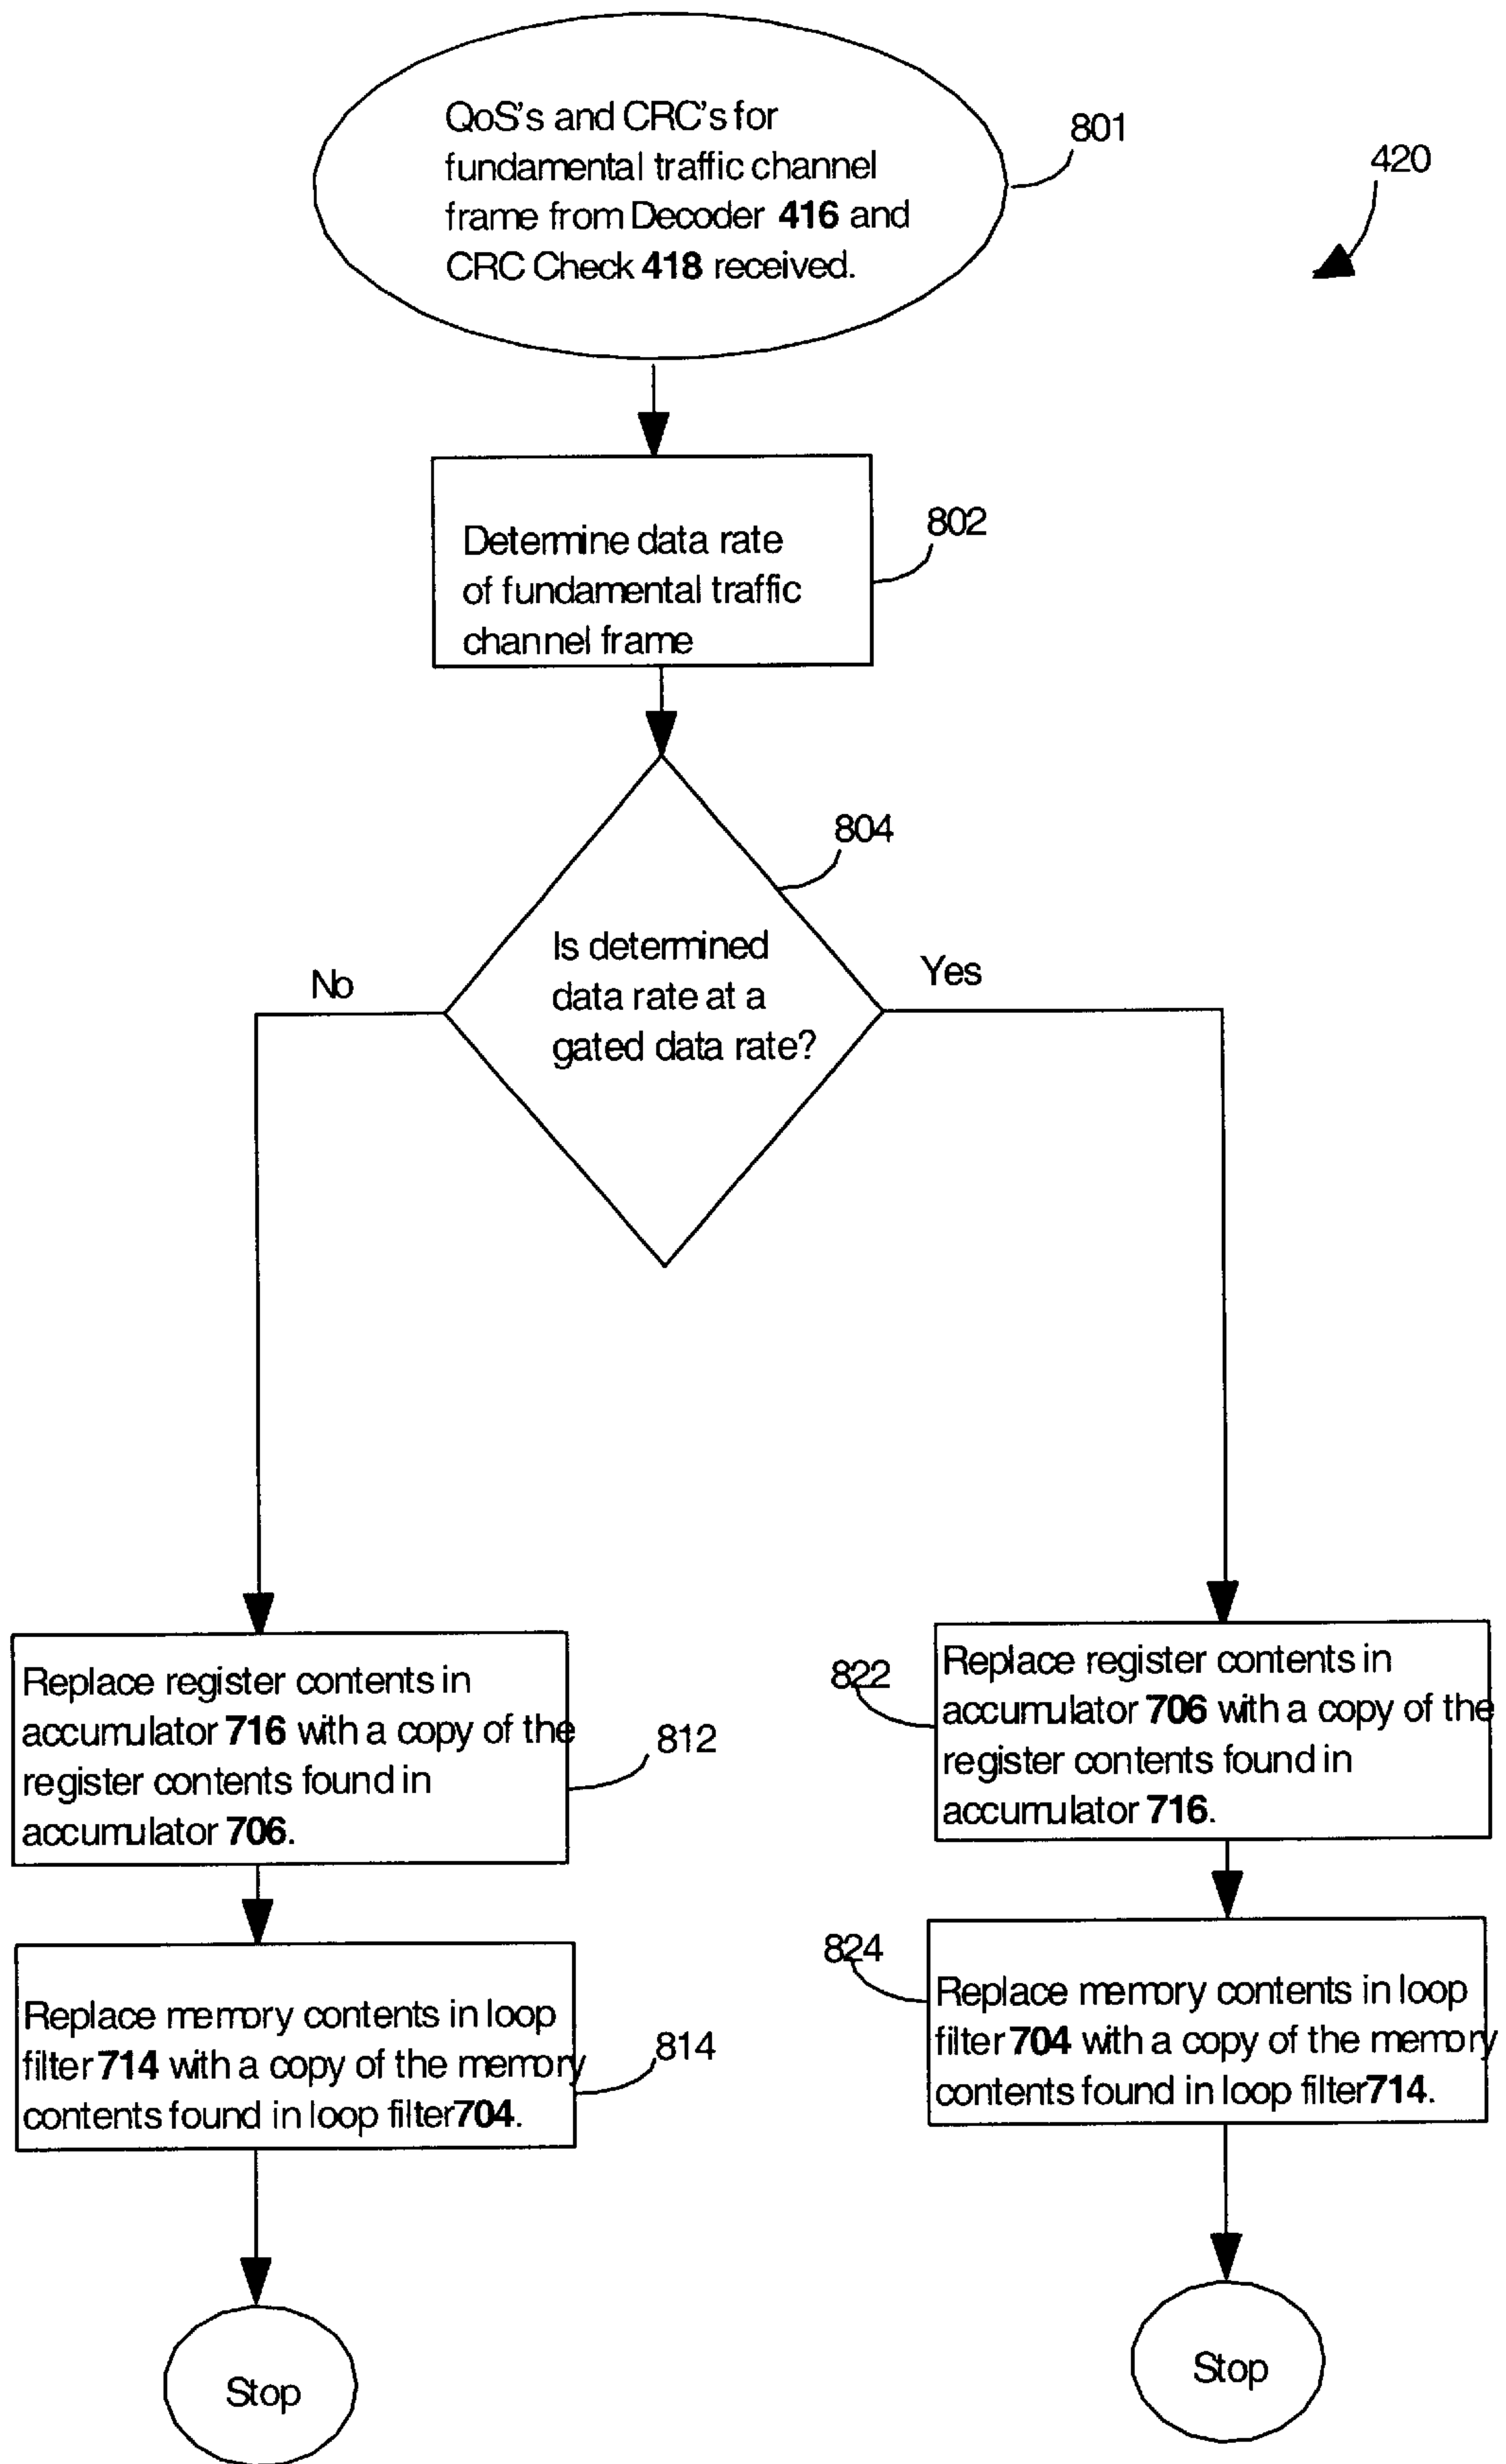 QoS's and CRC's for
fundamental traffic channel
frame from Decoder 416 and
CRC Check 418 received.
801
420
Determine data rate
of fundamental traffic
channel frame
802
804
Is determined
data rate at a
gated data rate?
No
Yes
Replace register contents in
accumulator 716 with a copy of the
register contents found in
accumulator 706.
812
822
Replace register contents in
accumulator 706 with a copy of the
register contents found in
accumulator 716.
Replace memory contents in loop
filter 714 with a copy of the memory
contents found in loop filter 704.
814
824
Replace memory contents in loop
filter 704 with a copy of the memory
contents found in loop filter 714.
Stop
Stop